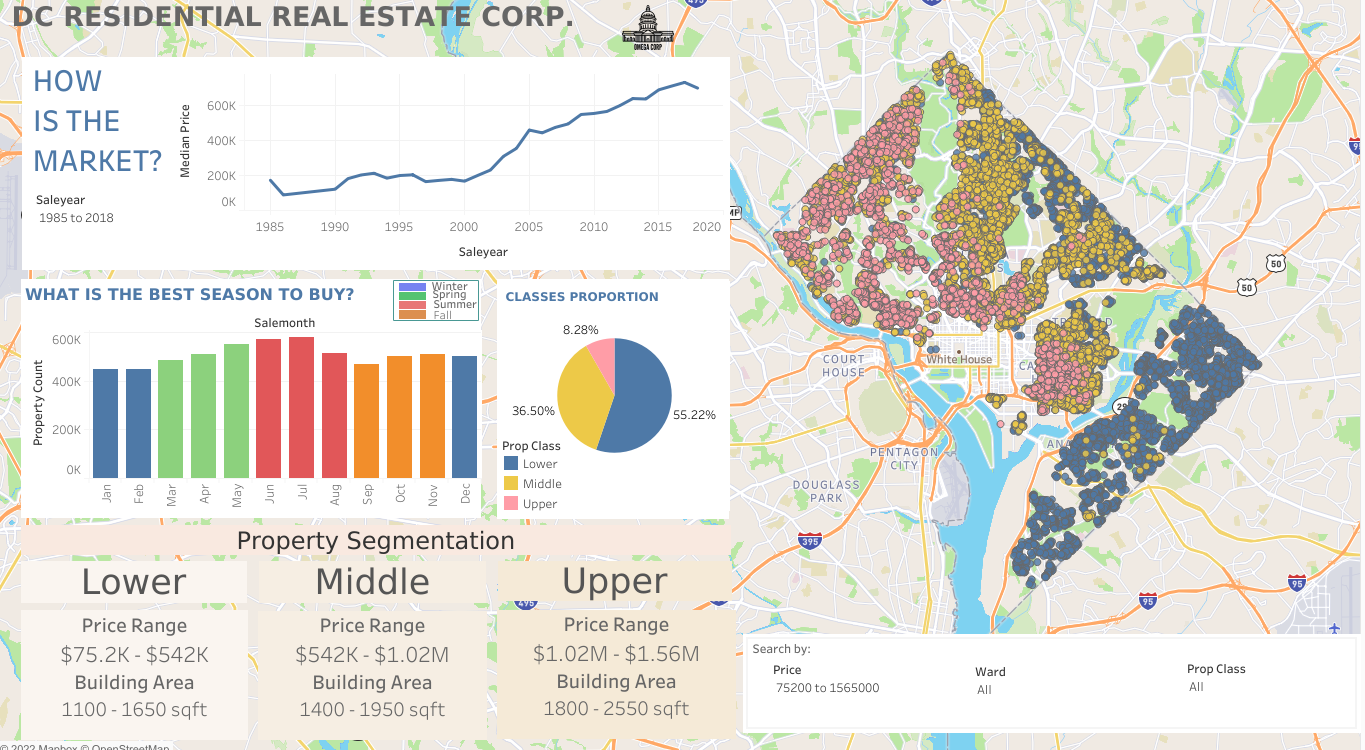 DC RESIDENTIAL REAL ESTATE CORP.
OMEGA CORP
HOW
IS THE
MARKET?
Saleyear
1985 to 2018
Median Price
600K
400K
200K
0K
1985 1990 1995 2000 2005 2010 2015 2020
Saleyear
WHAT IS THE BEST SEASON TO BUY?
Winter
Spring
Summer
Fall
Salemonth
Property Count
600K
400K
200K
0K
Jan Feb Mar Apr May Jun Jul Aug Sep Oct Nov Dec
CLASSES PROPORTION
8.28%
36.50%
55.22%
Prop Class
Lower
Middle
Upper
Property Segmentation
Lower Middle Upper
Price Range Price Range Price Range
$75.2K - $542K $542K - $1.02M $1.02M - $1.56M
Building Area Building Area Building Area
1100 - 1650 sqft 1400 - 1950 sqft 1800 - 2550 sqft
495
© 2022 Mapbox © OpenStreetMap
495
50
50
COURT
HOUSE
White House
PENTAGON
CITY
DOUGLASS
PARK
395
95
95
Search by:
Price Ward Prop Class
75200 to 1565000 All All